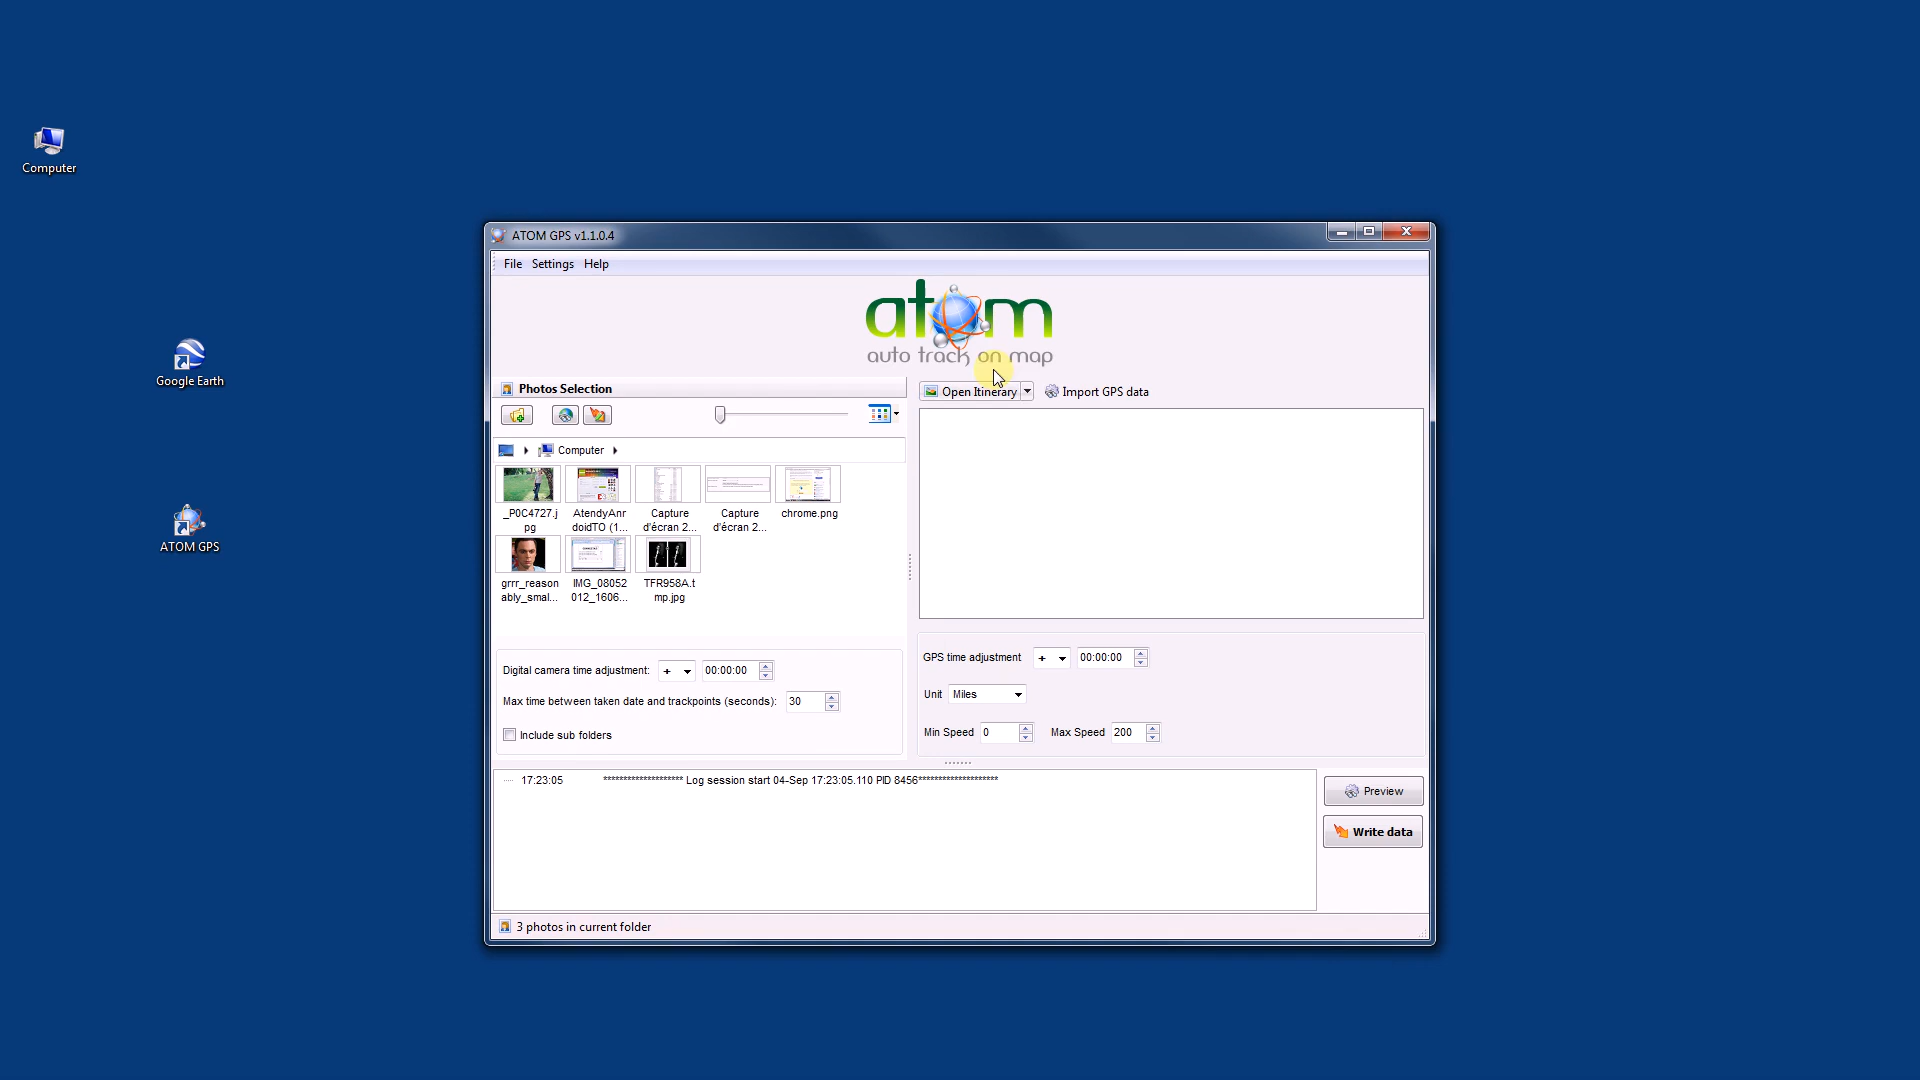 Computer
Google Earth
ATOM GPS
ATOM GPS v1.1.0.4
File Settings Help
atom
auto track on map
Photos Selection
Open Itinerary
Import GPS data
Computer
_P0C4727.j
pg
AtendyAnr
doidTO (1...
Capture
d'écran 2...
Capture
d'écran 2...
chrome.png
grrr_reason
ably_smal...
IMG_08052
012_1606...
TFR958A.t
mp.jpg
Digital camera time adjustment: + 00:00:00
Max time between taken date and trackpoints (seconds): 30
Include sub folders
GPS time adjustment + 00:00:00
Unit Miles
Min Speed 0 Max Speed 200
17:23:05 ******************** Log session start 04-Sep 17:23:05.110 PID 8456********************
Preview
Write data
3 photos in current folder